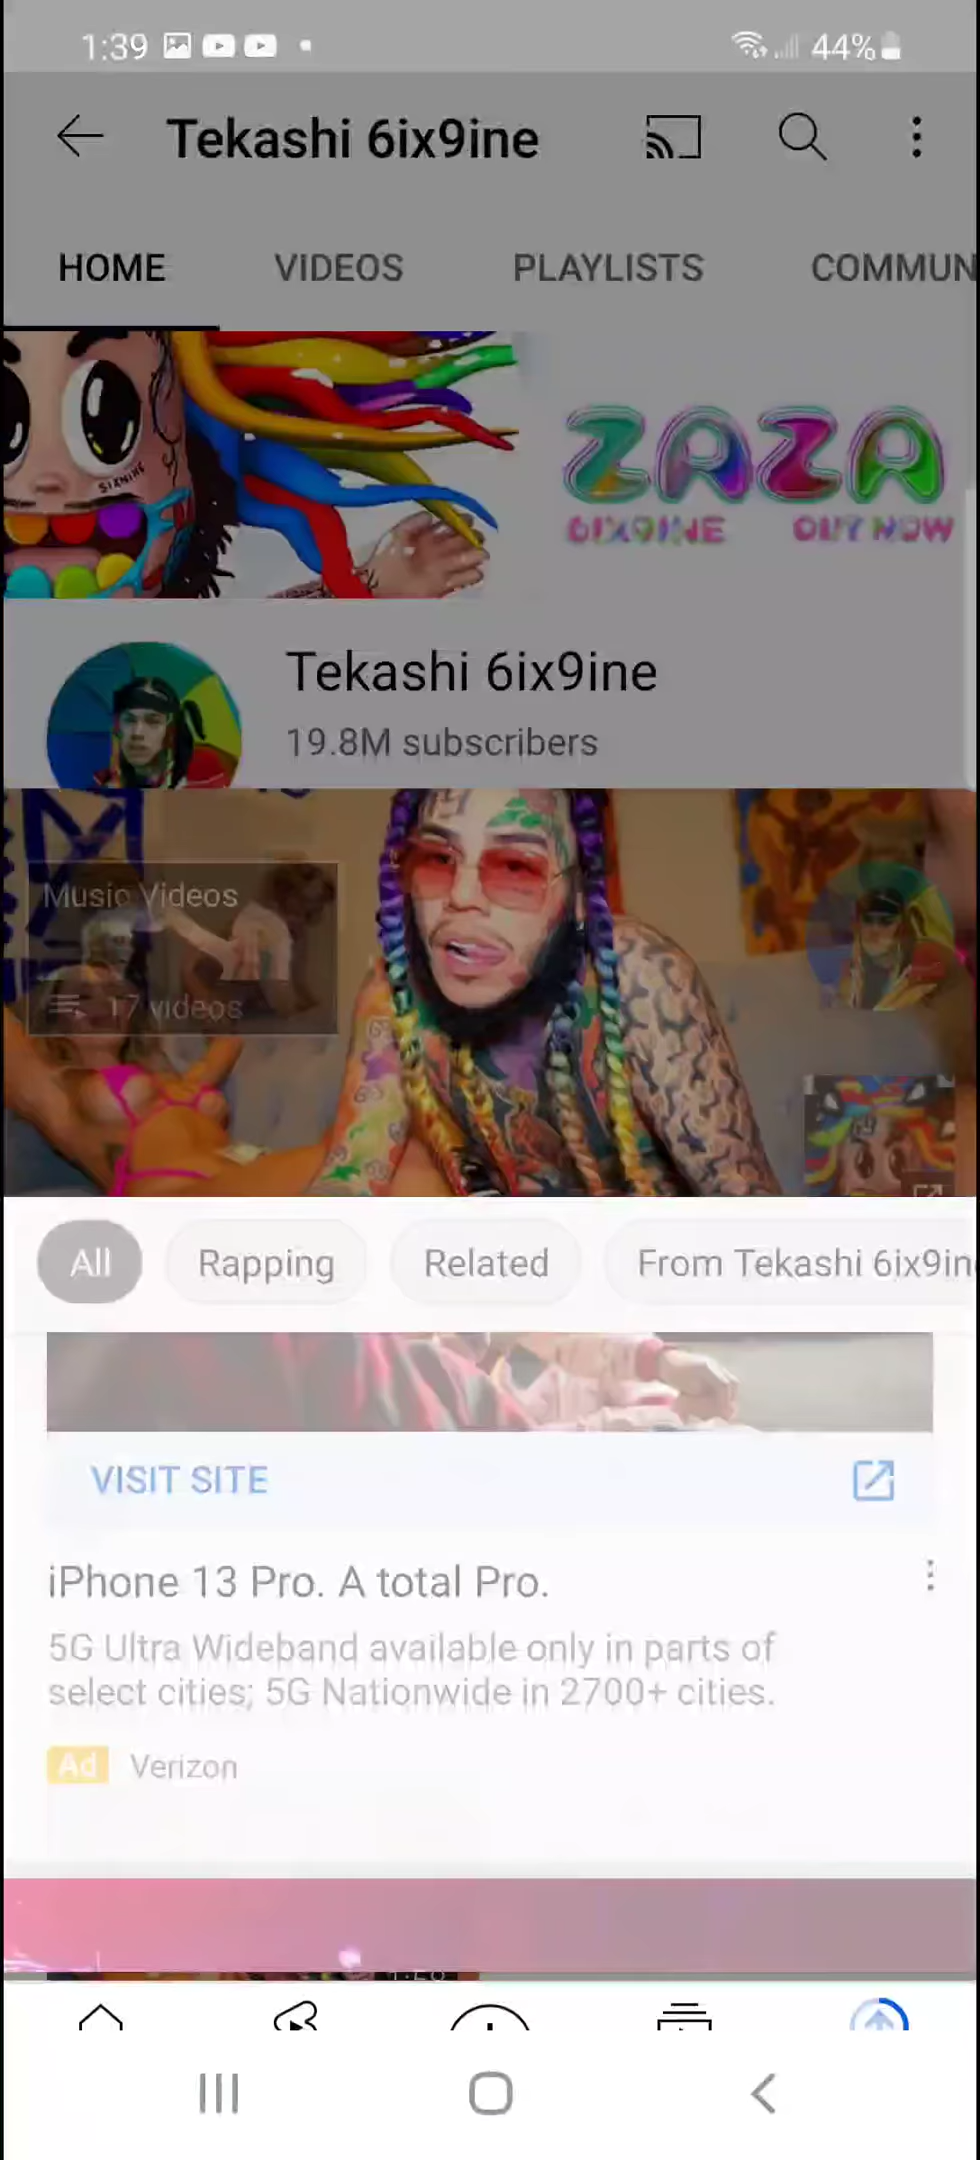 1:39
44%
Tekashi 6ix9ine
HOME VIDEOS PLAYLISTS COMMUN
SIXNINE
ZAZA
6IX9INE OUT NOW
Tekashi 6ix9ine
19.8M subscribers
Music Videos
17 videos
All Rapping Related From Tekashi 6ix9in
VISIT SITE
iPhone 13 Pro. A total Pro.
5G Ultra Wideband available only in parts of
select cities; 5G Nationwide in 2700+ cities.
Ad Verizon